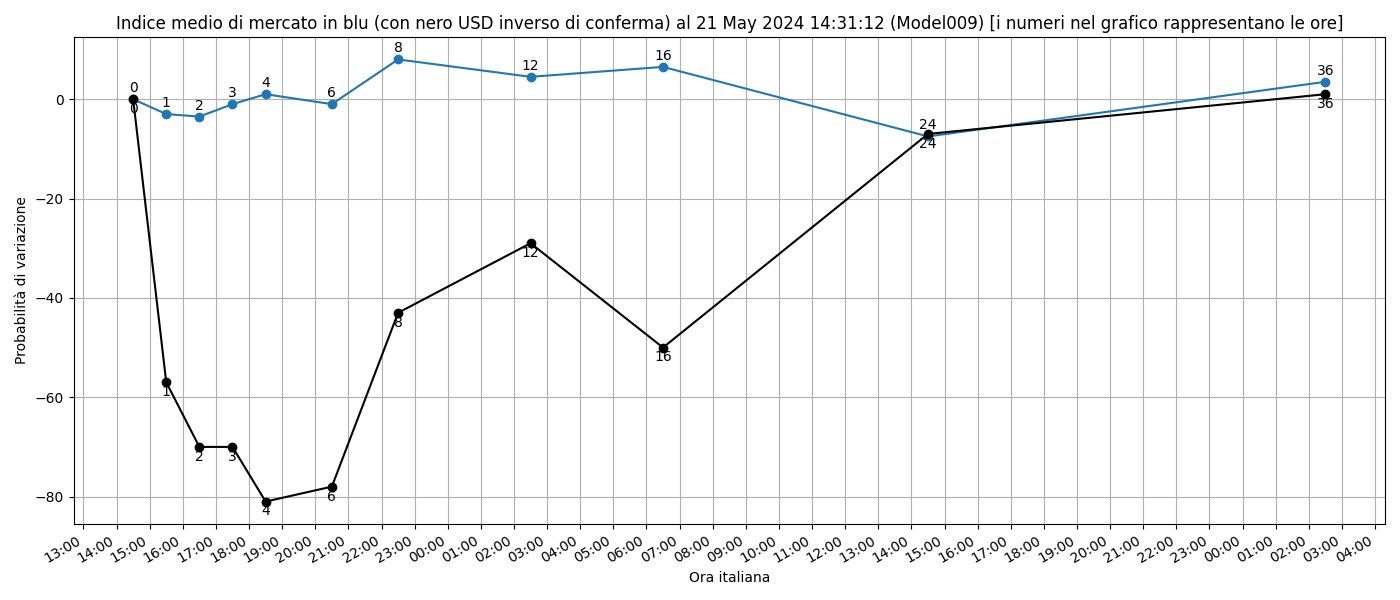 Indice medio di mercato in blu (con nero USD inverso di conferma) al 21 May 2024 14:31:12 (Model009) [i numeri nel grafico rappresentano le ore]
Probabilità di variazione
0
−20
−40
−60
−80
0 1 2 3 4 6 8 12 16 24 36
0 1 2 3 4 6 8 12 16 24 36
13:00 14:00 15:00 16:00 17:00 18:00 19:00 20:00 21:00 22:00 23:00 00:00 01:00 02:00 03:00 04:00 05:00 06:00 07:00 08:00 09:00 10:00 11:00 12:00 13:00 14:00 15:00 16:00 17:00 18:00 19:00 20:00 21:00 22:00 23:00 00:00 01:00 02:00 03:00 04:00
Ora italiana